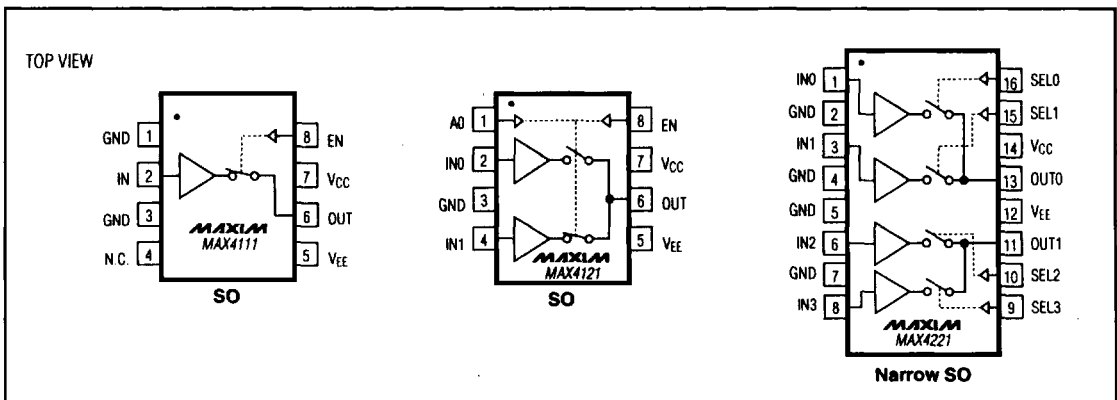 TOP VIEW
GND 1
IN 2
GND 3
N.C. 4
8 EN
7 VCC
6 OUT
5 VEE
MAXIM
MAX4111
SO
A0 1
IN0 2
GND 3
IN1 4
8 EN
7 VCC
6 OUT
5 VEE
MAXIM
MAX4121
SO
IN0 1
GND 2
IN1 3
GND 4
GND 5
IN2 6
GND 7
IN3 8
16 SEL0
15 SEL1
14 VCC
13 OUT0
12 VEE
11 OUT1
10 SEL2
9 SEL3
MAXIM
MAX4221
Narrow SO